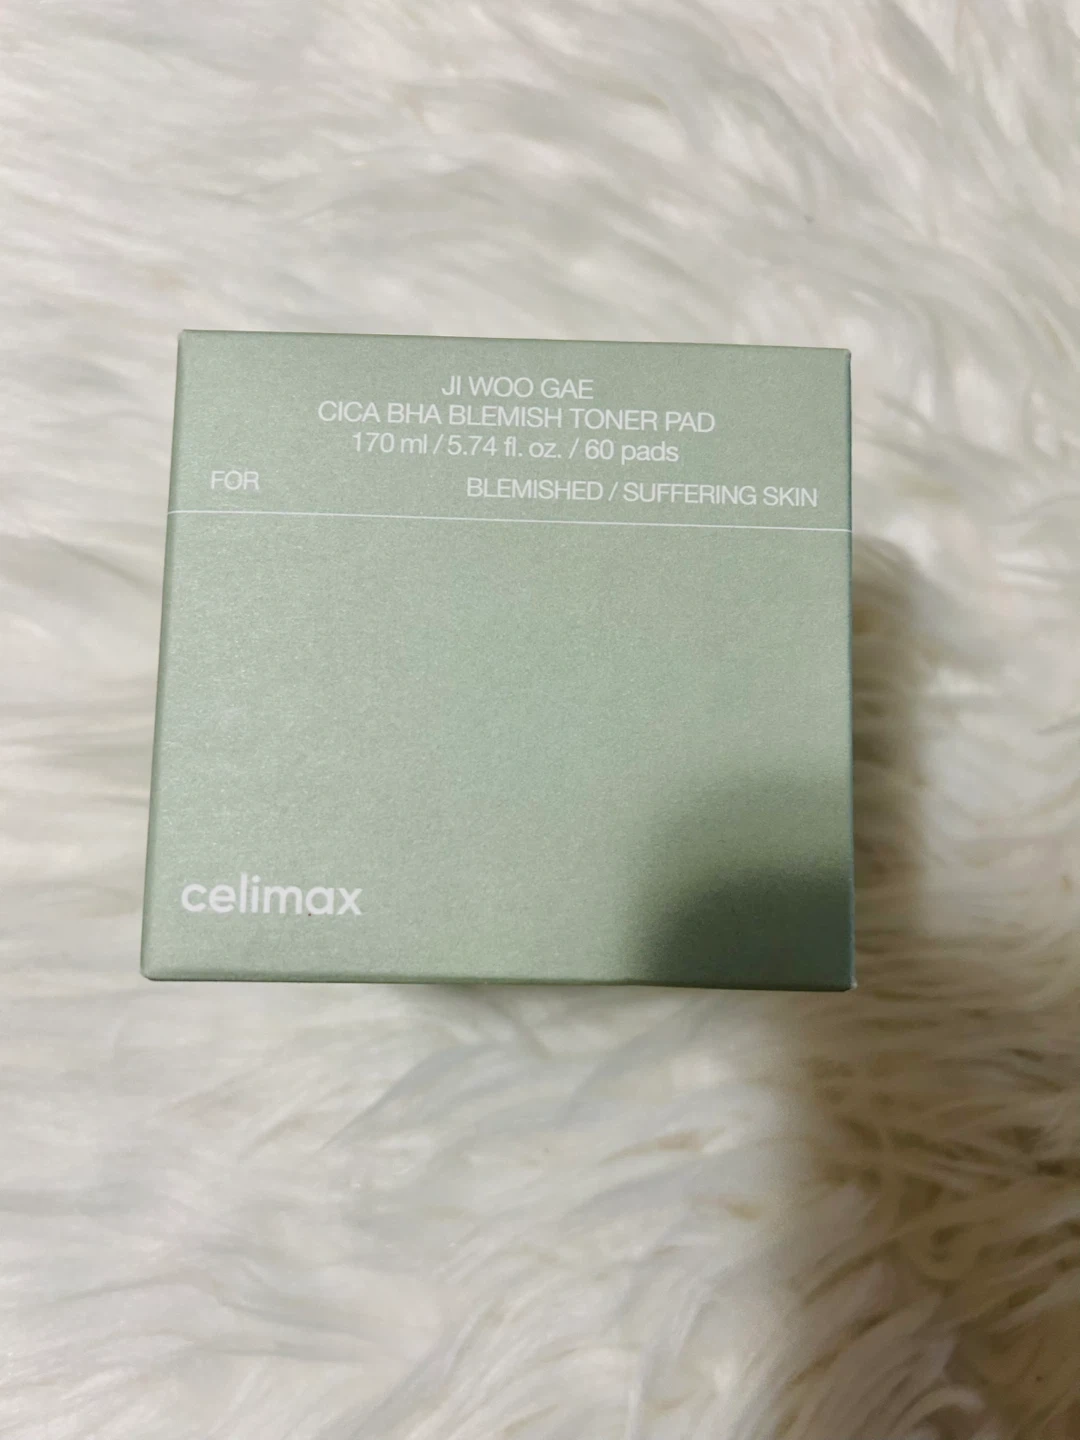 JI WOO GAE
CICA BHA BLEMISH TONER PAD
170 ml / 5.74 fl. oz. / 60 pads
FOR BLEMISHED / SUFFERING SKIN
celimax